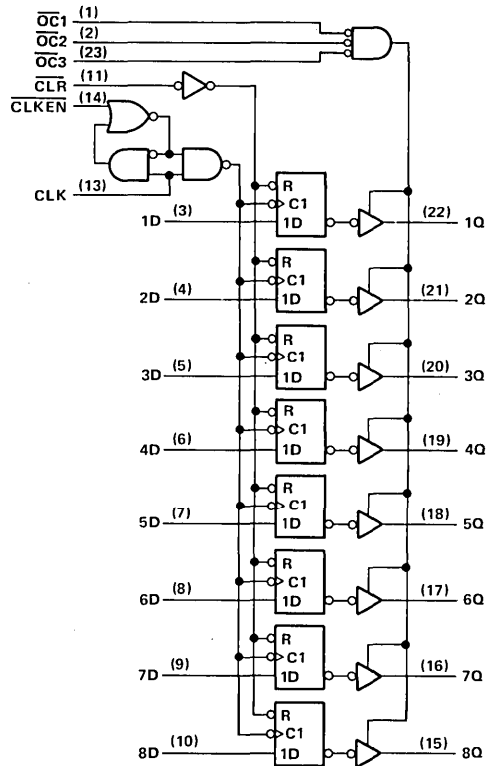 OC1 (1)
OC2 (2)
OC3 (23)
CLR (11)
CLKEN (14)
CLK (13)
R
C1
1D (3) 1D (22) 1Q
R
C1
2D (4) 1D (21) 2Q
R
C1
3D (5) 1D (20) 3Q
R
C1
4D (6) 1D (19) 4Q
R
C1
5D (7) 1D (18) 5Q
R
C1
6D (8) 1D (17) 6Q
R
C1
7D (9) 1D (16) 7Q
R
C1
8D (10) 1D (15) 8Q